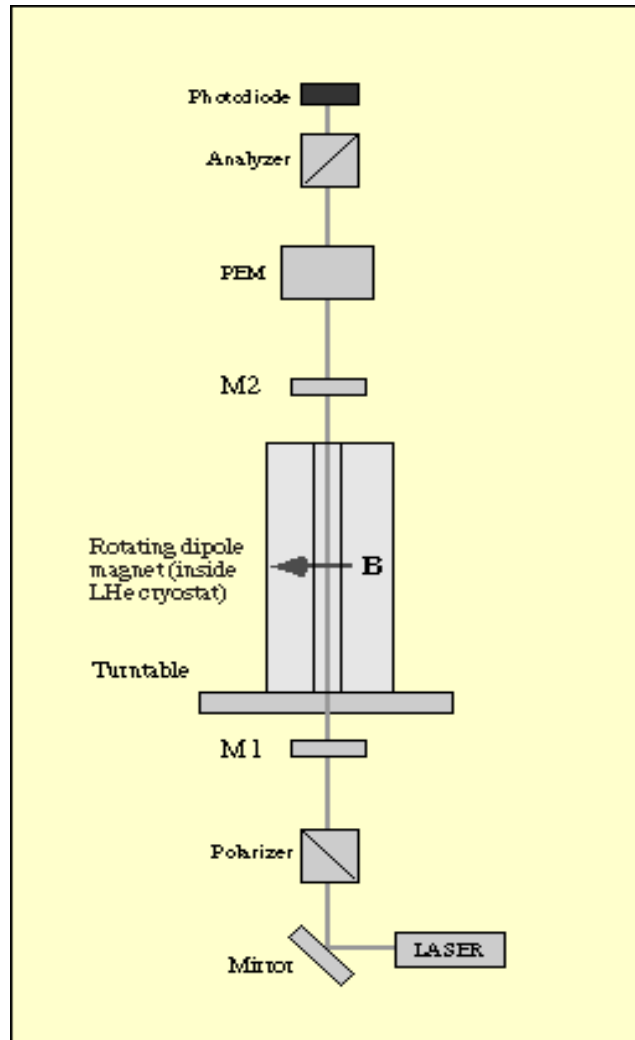 Photodiode
Analyzer
PEM
M2
Rotating dipole
magnet (inside
LHe cryostat)
B
Turntable
M1
Polarizer
LASER
Mirror